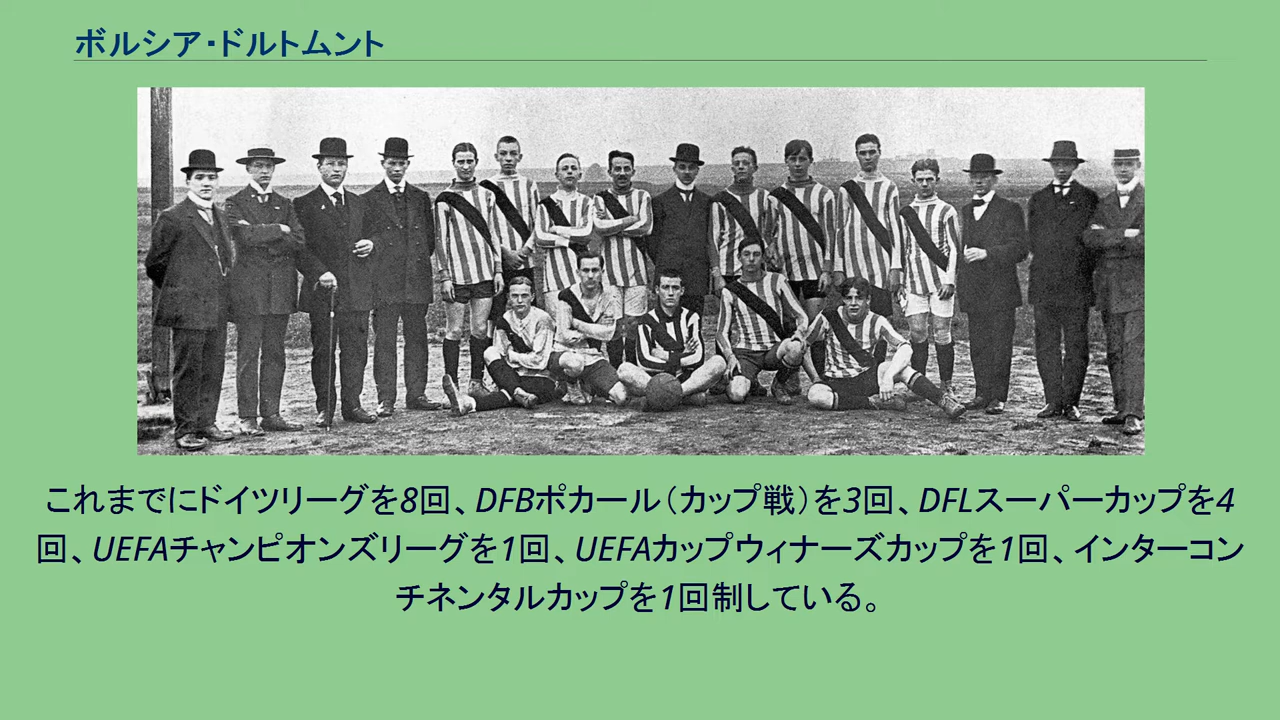 ボルシア・ドルトムント
これまでにドイツリーグを8回、DFBポカール（カップ戦）を3回、DFLスーパーカップを4
回、UEFAチャンピオンズリーグを1回、UEFAカップウィナーズカップを1回、インターコン
チネンタルカップを1回制している。